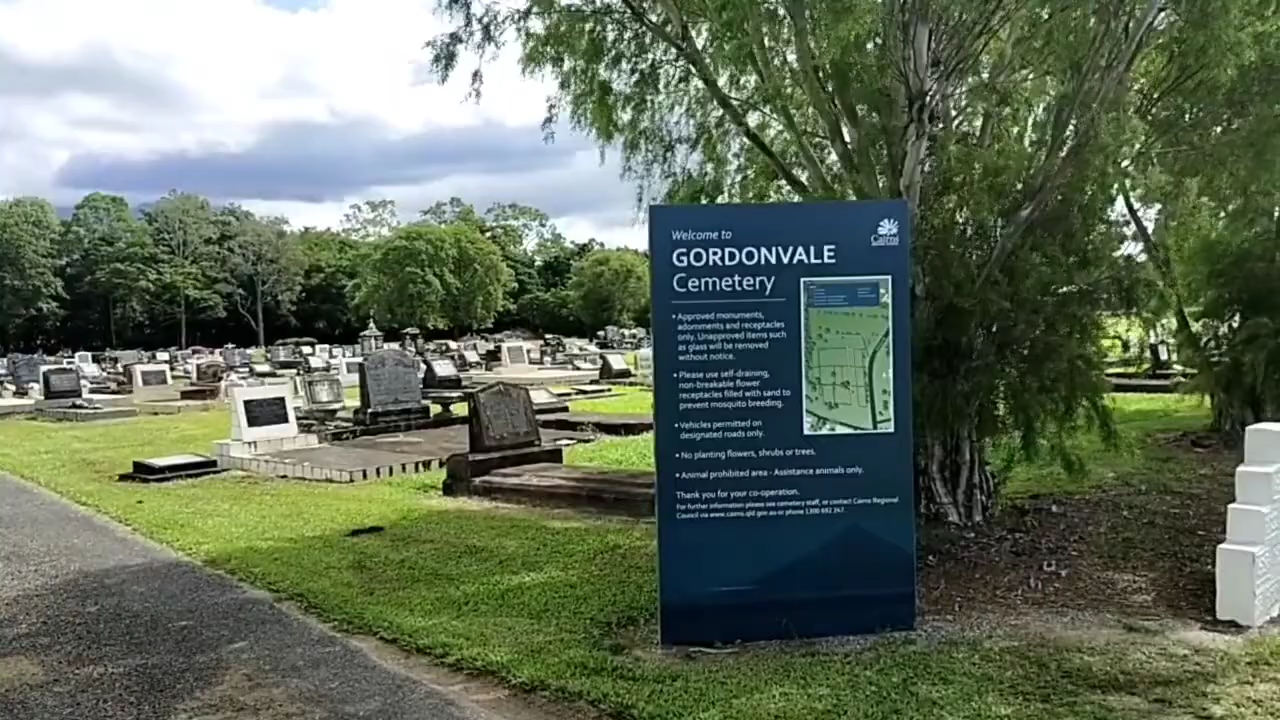 Welcome to
GORDONVALE
Cemetery
Cairns
• Approved monuments,
adornments and receptacles
only. Unapproved items such
as glass will be removed
without notice.
• Please use self-draining,
non-breakable flower
receptacles filled with sand to
prevent mosquito breeding.
• Vehicles permitted on
designated roads only.
• No planting flowers, shrubs or trees.
• Animal prohibited area - Assistance animals only.
Thank you for your co-operation.
For further information please see cemetery staff, or contact Cairns Regional
Council via www.cairns.qld.gov.au or phone 1300 692 247.